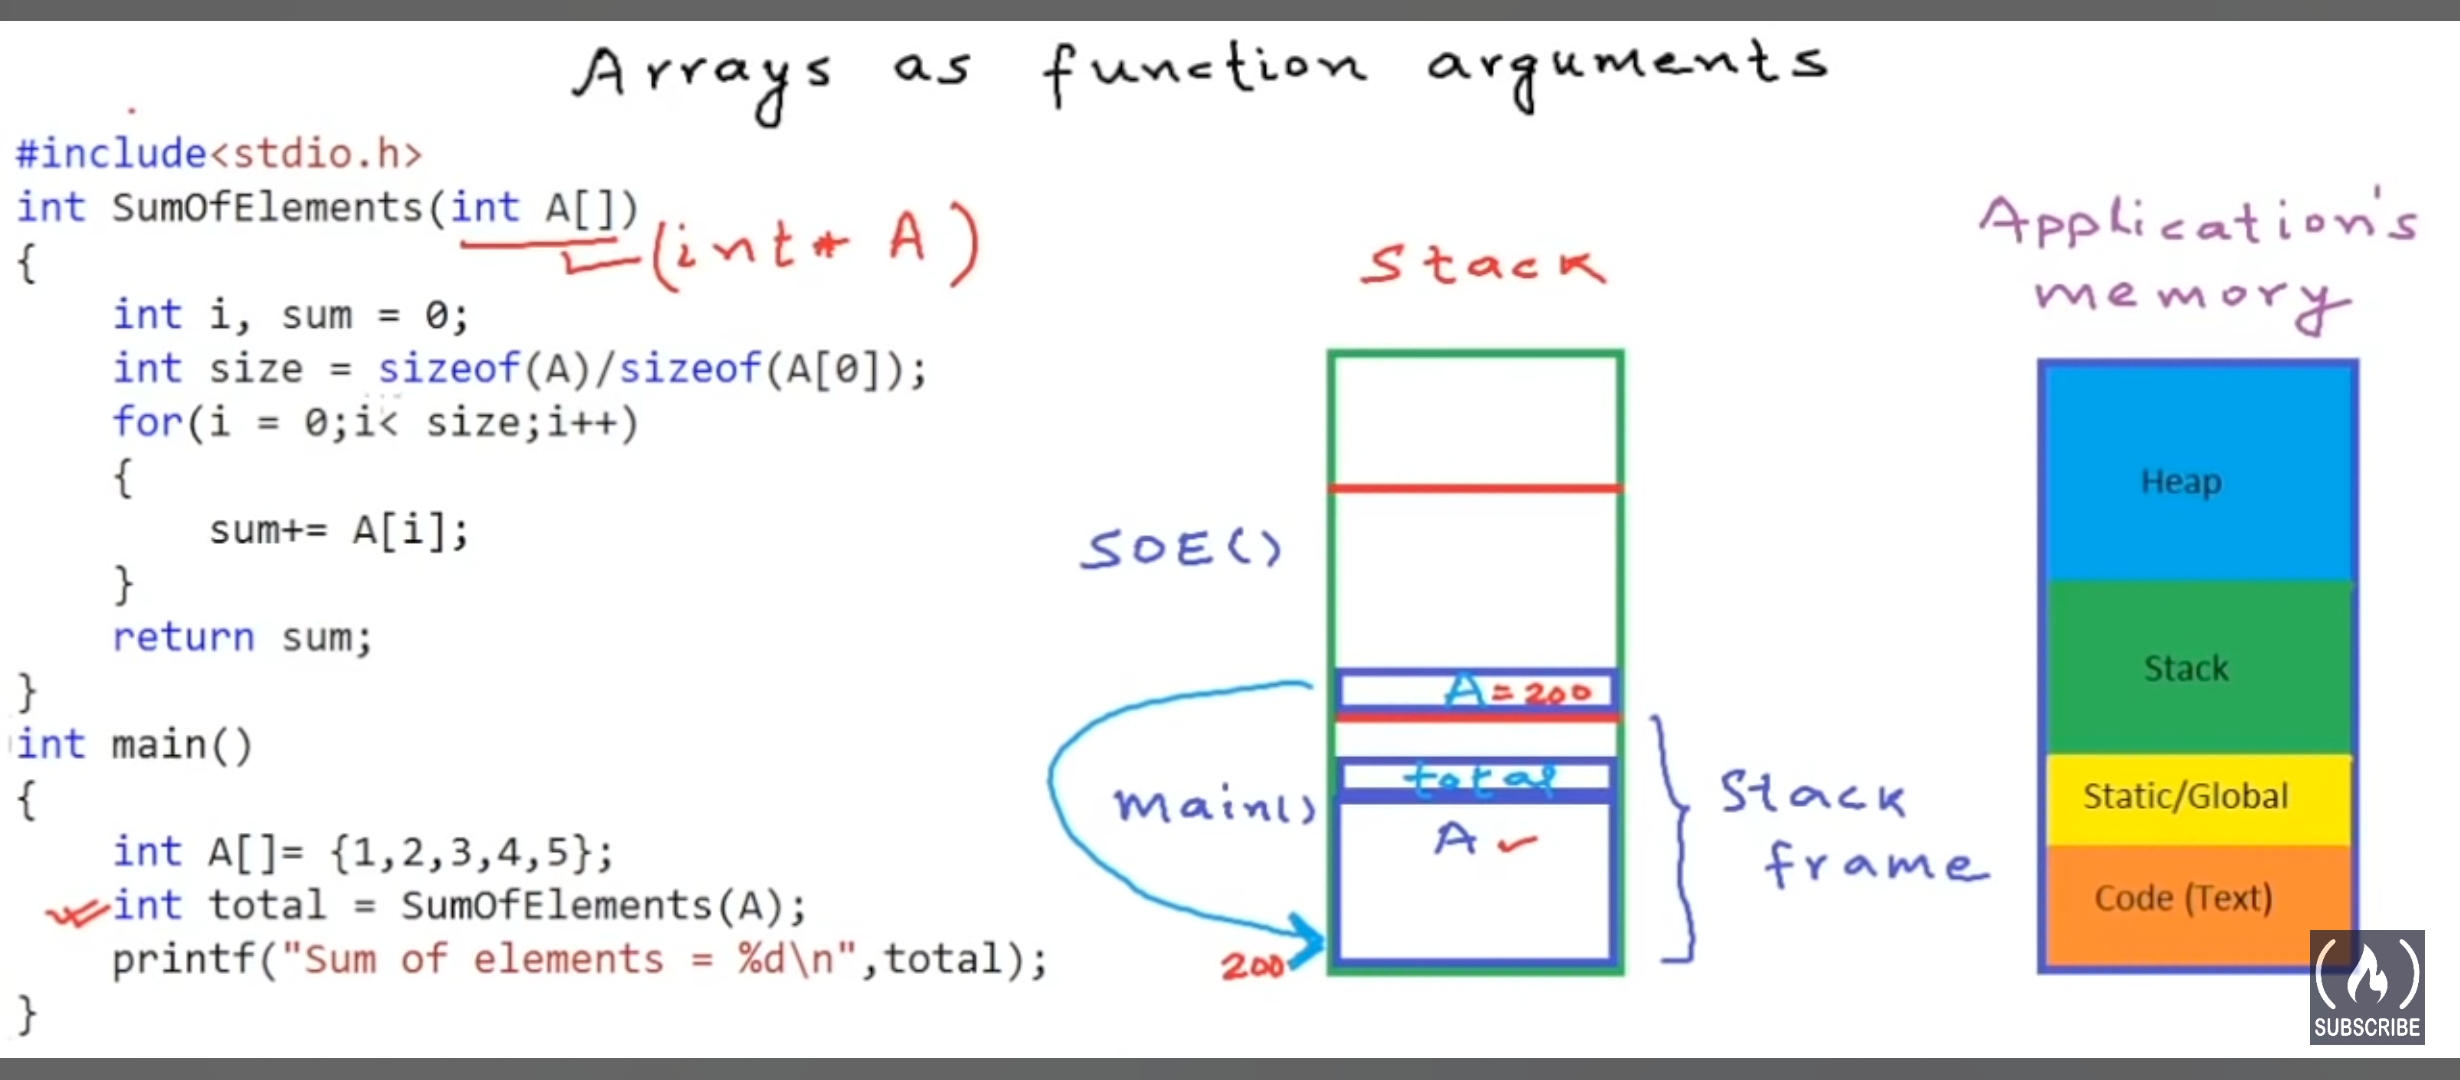 Arrays as function arguments
#include<stdio.h>
int SumOfElements(int A[])
(int* A)
{
int i, sum = 0;
int size = sizeof(A)/sizeof(A[0]);
for(i = 0;i< size;i++)
{
sum+= A[i];
}
return sum;
}
int main()
{
int A[]= {1,2,3,4,5};
int total = SumOfElements(A);
printf("Sum of elements = %d\n",total);
}
Stack
SOE()
A = 200
total
Main()
A
200
Stack
frame
Application's
memory
Heap
Stack
Static/Global
Code (Text)
SUBSCRIBE